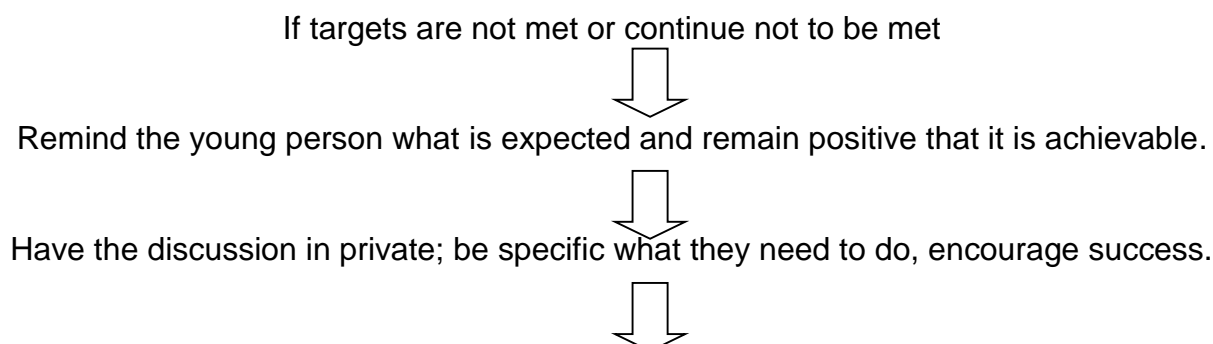 If targets are not met or continue not to be met
Remind the young person what is expected and remain positive that it is achievable.
Have the discussion in private; be specific what they need to do, encourage success.